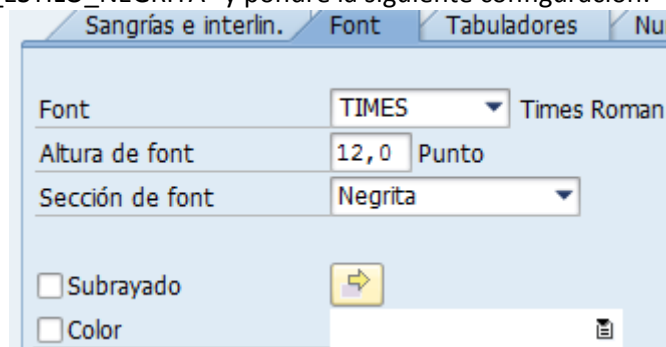 _ESTILO_NEGRITA" y pondré la siguiente configuración:
Sangrías e interlin. Font Tabuladores Nu
Font TIMES Times Roman
Altura de font 12,0 Punto
Sección de font Negrita
Subrayado
Color